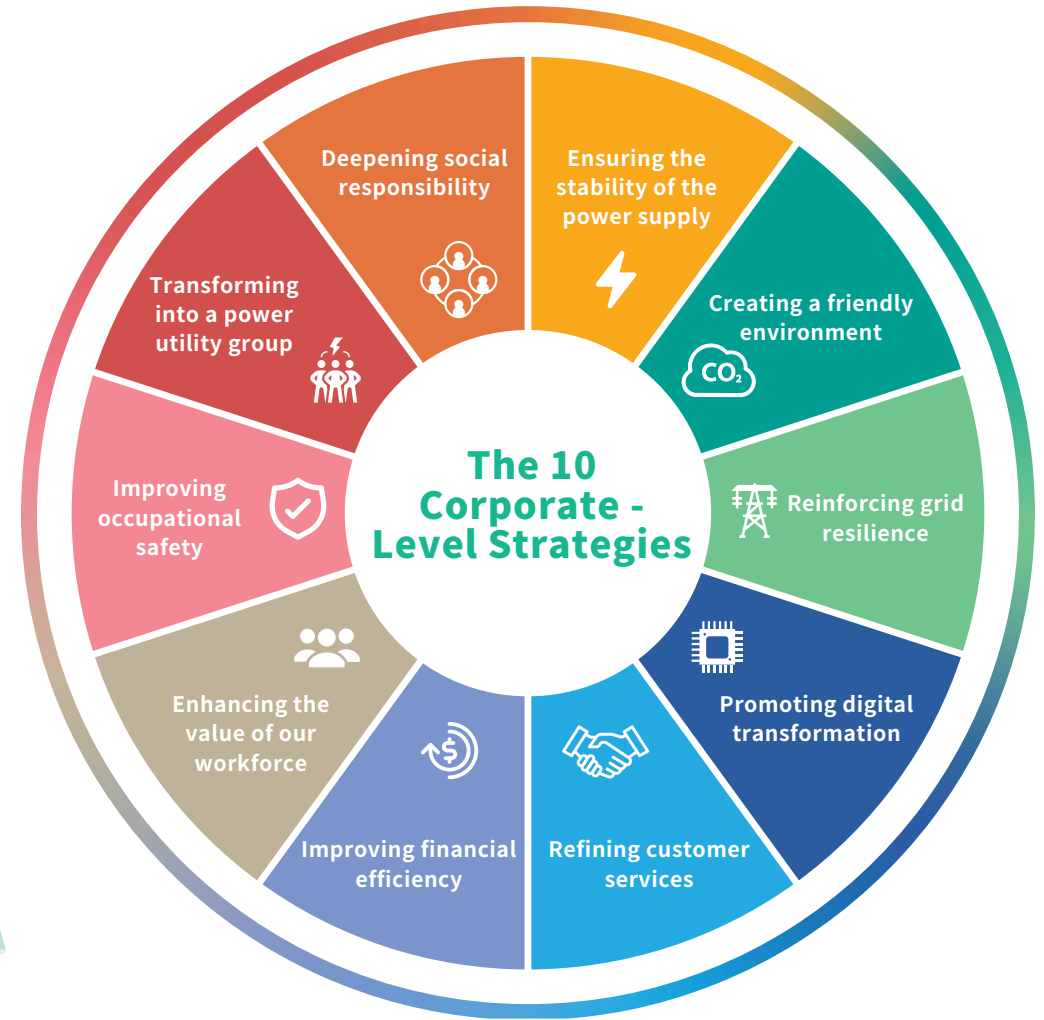 The 10
Corporate -
Level Strategies
Ensuring the
stability of the
power supply
Creating a friendly
environment
CO₂
Reinforcing grid
resilience
Promoting digital
transformation
Refining customer
services
$
Improving financial
efficiency
Enhancing the
value of our
workforce
Improving
occupational
safety
Transforming
into a power
utility group
Deepening social
responsibility